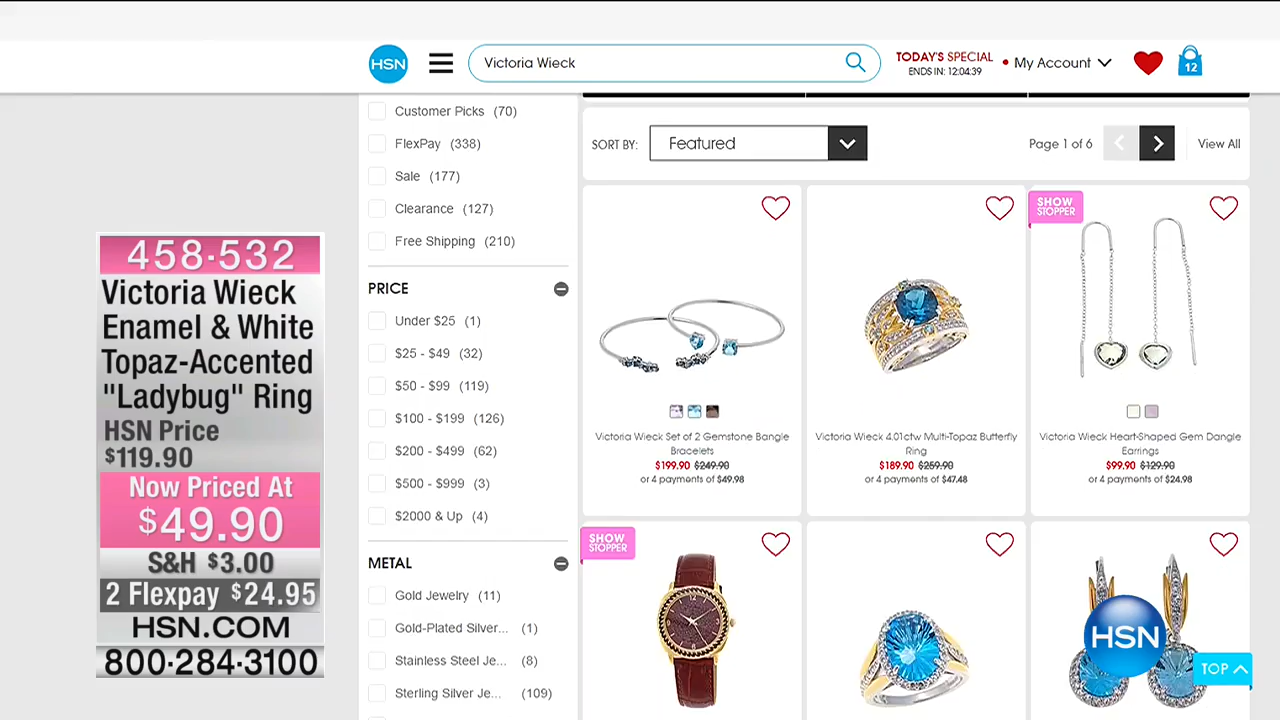 HSN
Victoria Wieck
TODAY'S SPECIAL
ENDS IN: 12:04:39
My Account
12
Customer Picks (70)
FlexPay (338)
Sale (177)
Clearance (127)
Free Shipping (210)
PRICE
Under $25 (1)
$25 - $49 (32)
$50 - $99 (119)
$100 - $199 (126)
$200 - $499 (62)
$500 - $999 (3)
$2000 & Up (4)
METAL
Gold Jewelry (11)
Gold-Plated Silver... (1)
Stainless Steel Je... (8)
Sterling Silver Je... (109)
SORT BY:
Featured
Page 1 of 6
View All
Victoria Wieck Set of 2 Gemstone Bangle
Bracelets
$199.90 $249.90
or 4 payments of $49.98
Victoria Wieck 4.01ctw Multi-Topaz Butterfly
Ring
$189.90 $259.90
or 4 payments of $47.48
SHOW
STOPPER
Victoria Wieck Heart-Shaped Gem Dangle
Earrings
$99.90 $129.90
or 4 payments of $24.98
SHOW
STOPPER
HSN
TOP
458-532
Victoria Wieck
Enamel & White
Topaz-Accented
"Ladybug" Ring
HSN Price
$119.90
Now Priced At
$49.90
S&H $3.00
2 Flexpay $24.95
HSN.COM
800-284-3100